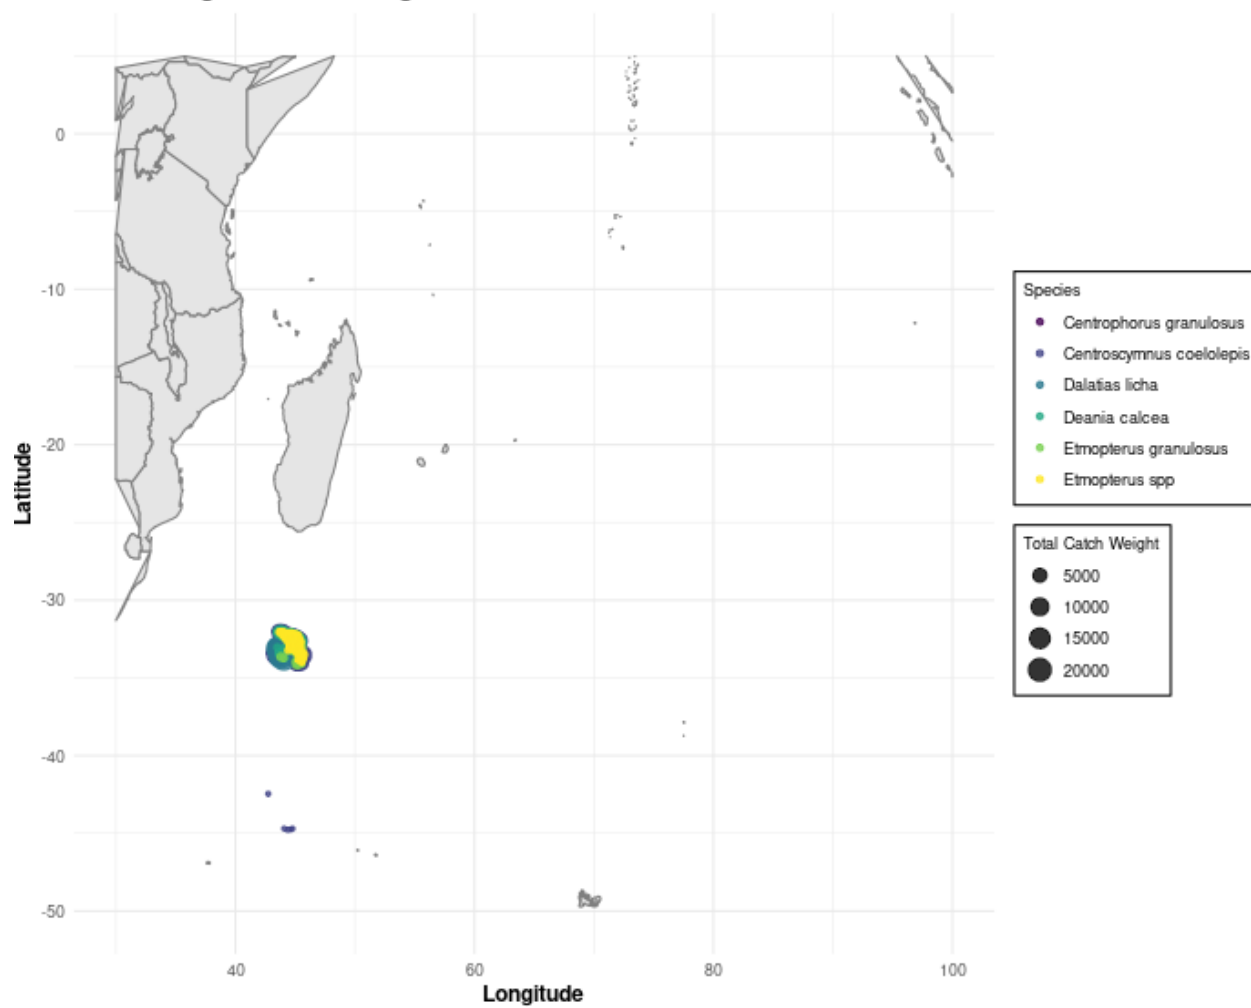 0
-10
-20
-30
-40
-50
40
60
80
100
Longitude
Latitude
Species
Centrophorus granulosus
Centroscymnus coelolepis
Dalatias licha
Deania calcea
Etmopterus granulosus
Etmopterus spp
Total Catch Weight
5000
10000
15000
20000